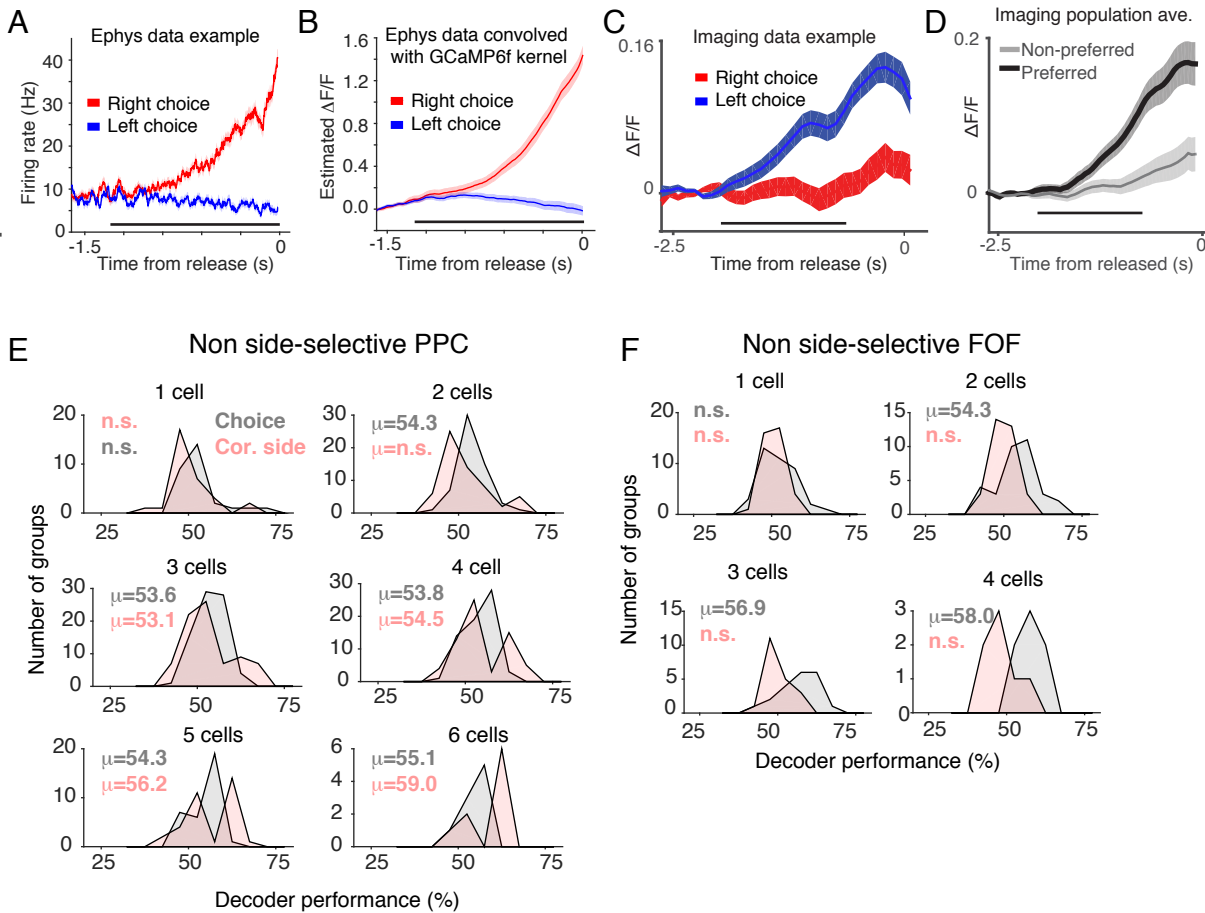 A
Ephys data example
Firing rate (Hz)
40
30
20
10
0
Right choice
Left choice
-1.5
0
Time from release (s)
B
Ephys data convolved
with GCaMP6f kernel
Estimated ΔF/F
1.6
1.2
0.8
0.4
0.0
Right choice
Left choice
-1.5
0
Time from release (s)
C
Imaging data example
ΔF/F
0.16
0
Right choice
Left choice
-2.5
0
Time from release (s)
D
Imaging population ave.
ΔF/F
0.2
0
Non-preferred
Preferred
-2.5
0
Time from released (s)
E
Non side-selective PPC
Number of groups
1 cell
20
10
0
n.s.
n.s.
Choice
Cor. side
25 50 75
2 cells
30
20
10
0
μ=54.3
μ=n.s.
25 50 75
3 cells
30
20
10
0
μ=53.6
μ=53.1
25 50 75
4 cell
30
20
10
0
μ=53.8
μ=54.5
25 50 75
5 cells
20
10
0
μ=54.3
μ=56.2
25 50 75
6 cells
6
4
2
0
μ=55.1
μ=59.0
25 50 75
Decoder performance (%)
F
Non side-selective FOF
Number of groups
1 cell
20
10
0
n.s.
n.s.
25 50 75
2 cells
15
10
5
0
μ=54.3
n.s.
25 50 75
3 cells
15
10
5
0
μ=56.9
n.s.
25 50 75
4 cells
3
2
1
0
μ=58.0
n.s.
25 50 75
Decoder performance (%)